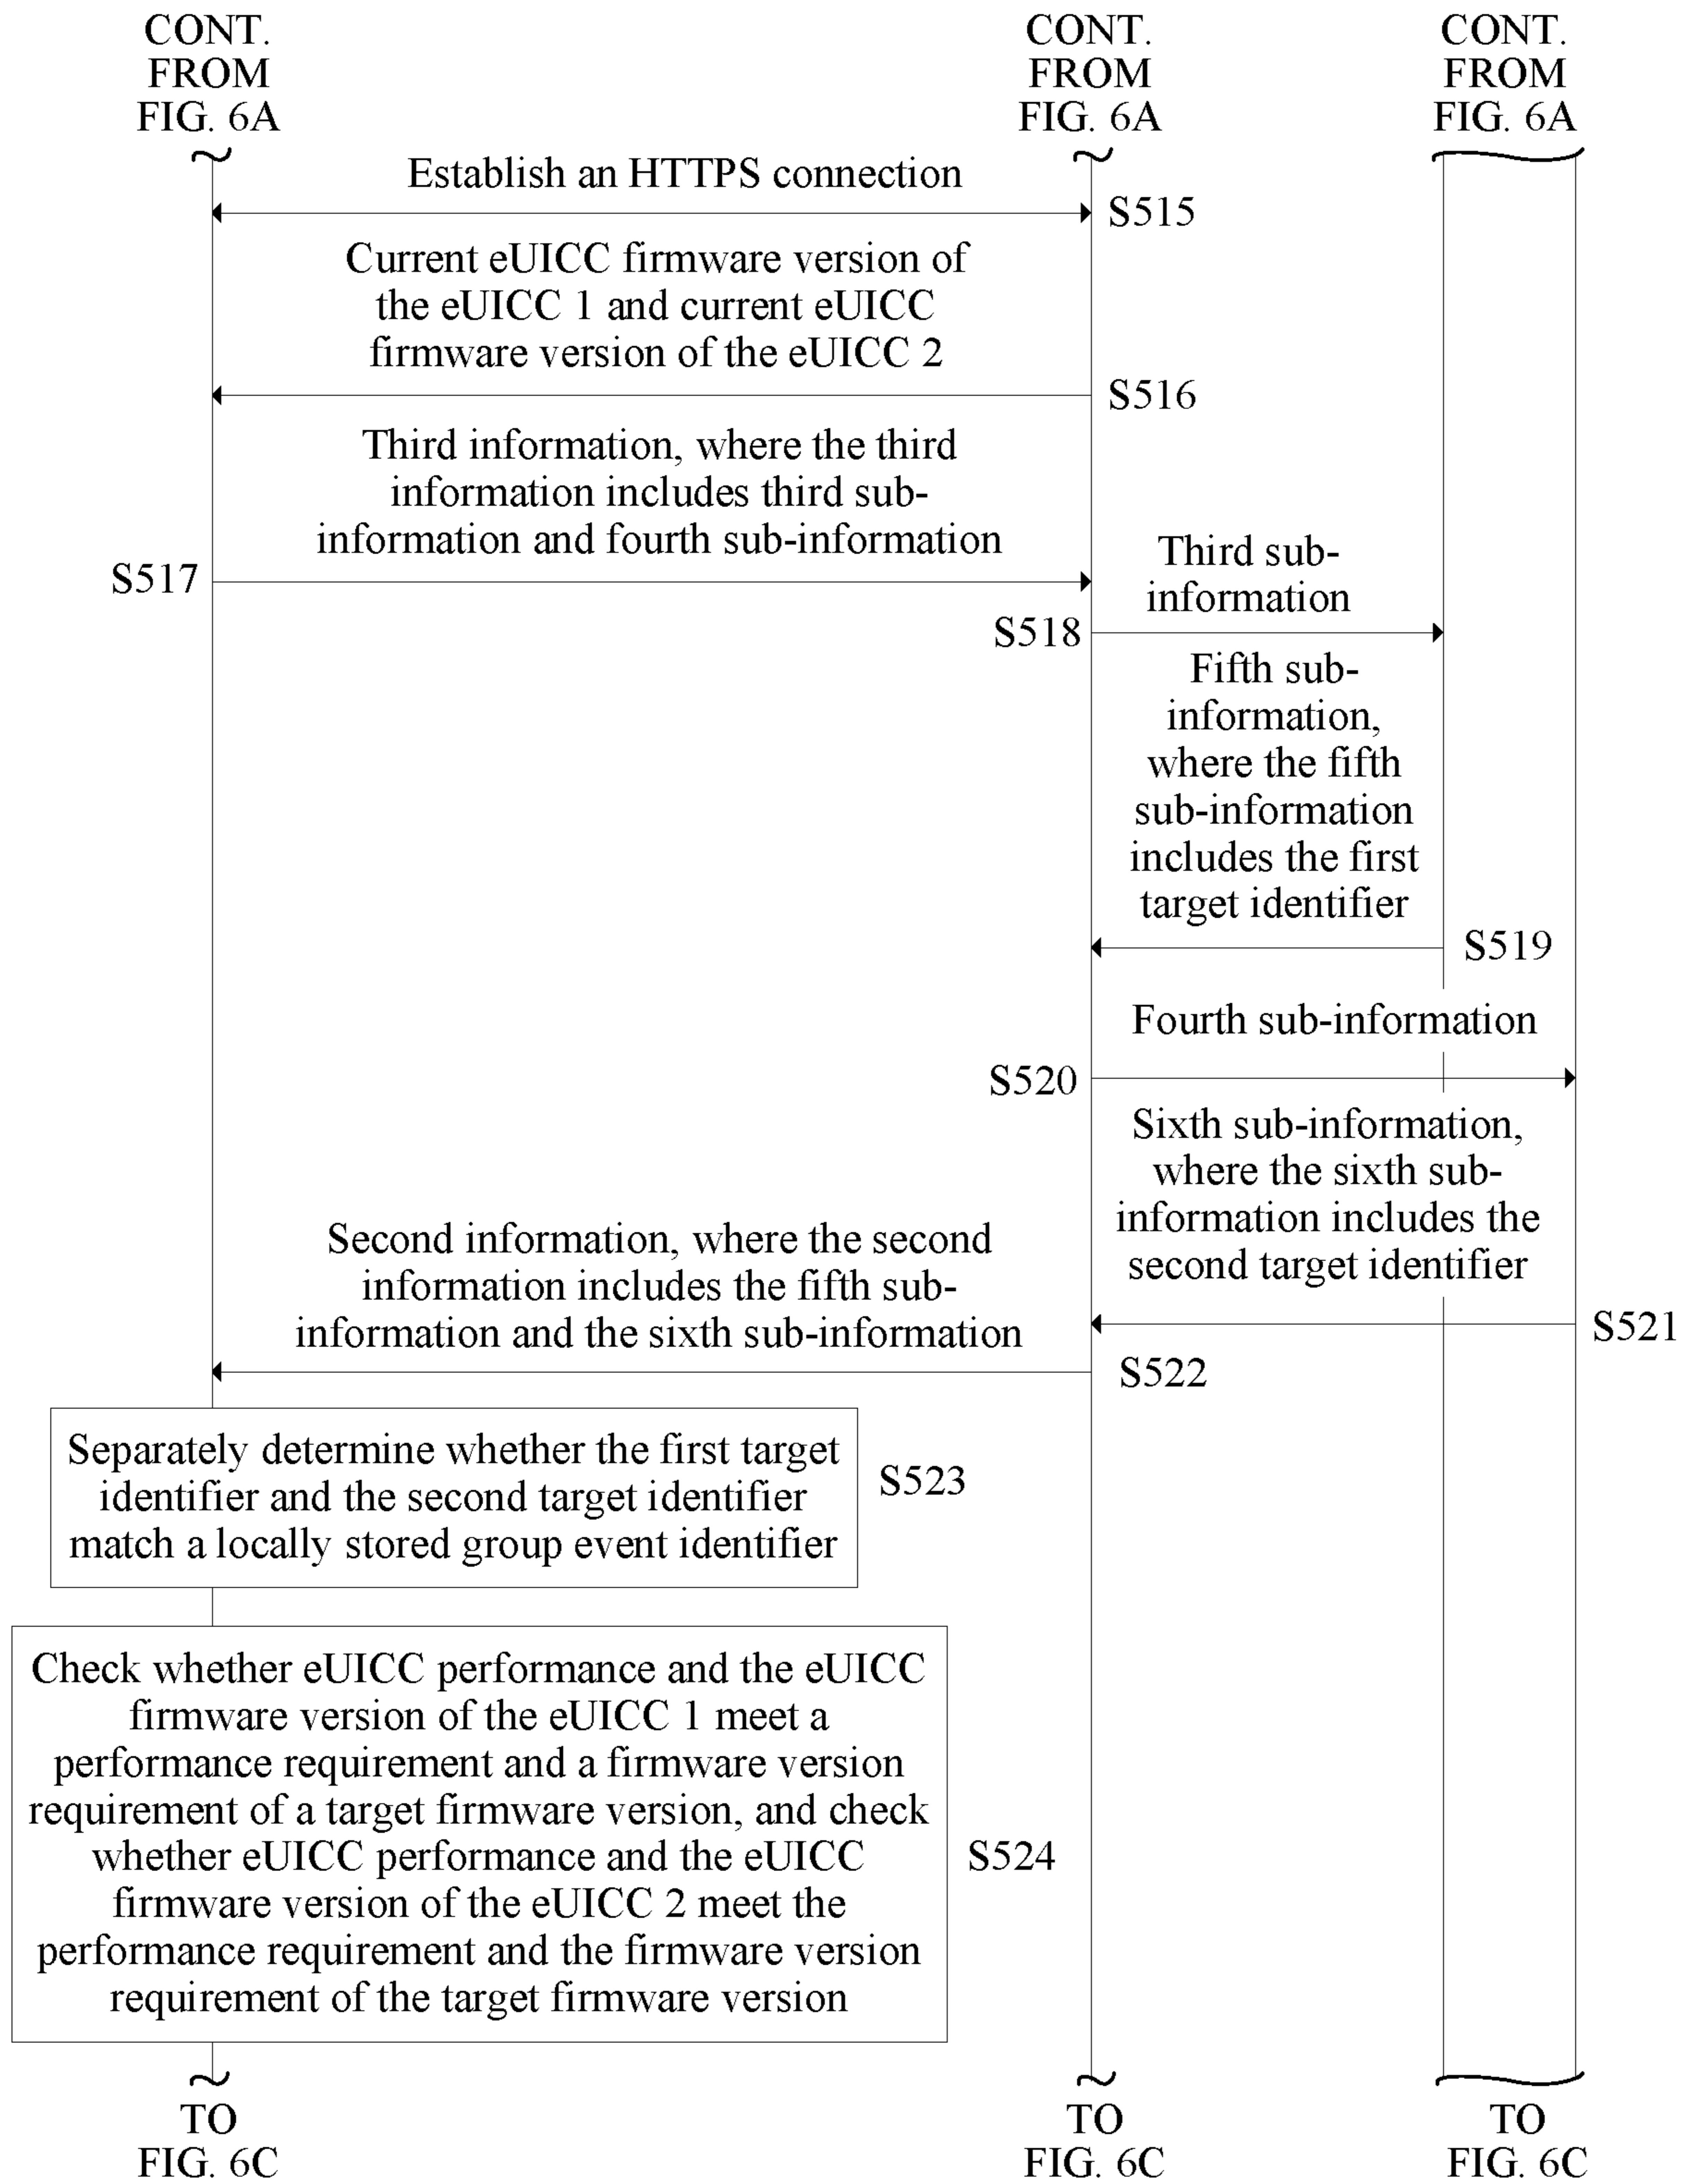 CONT.
FROM
FIG. 6A
CONT.
FROM
FIG. 6A
CONT.
FROM
FIG. 6A
Establish an HTTPS connection
S515
Current eUICC firmware version of
the eUICC 1 and current eUICC
firmware version of the eUICC 2
S516
Third information, where the third
information includes third sub-
information and fourth sub-information
S517
Third sub-
information
S518
Fifth sub-
information,
where the fifth
sub-information
includes the first
target identifier
S519
Fourth sub-information
S520
Sixth sub-information,
where the sixth sub-
information includes the
second target identifier
S521
Second information, where the second
information includes the fifth sub-
information and the sixth sub-information
S522
Separately determine whether the first target
identifier and the second target identifier
match a locally stored group event identifier
S523
Check whether eUICC performance and the eUICC
firmware version of the eUICC 1 meet a
performance requirement and a firmware version
requirement of a target firmware version, and check
whether eUICC performance and the eUICC
firmware version of the eUICC 2 meet the
performance requirement and the firmware version
requirement of the target firmware version
S524
TO
FIG. 6C
TO
FIG. 6C
TO
FIG. 6C